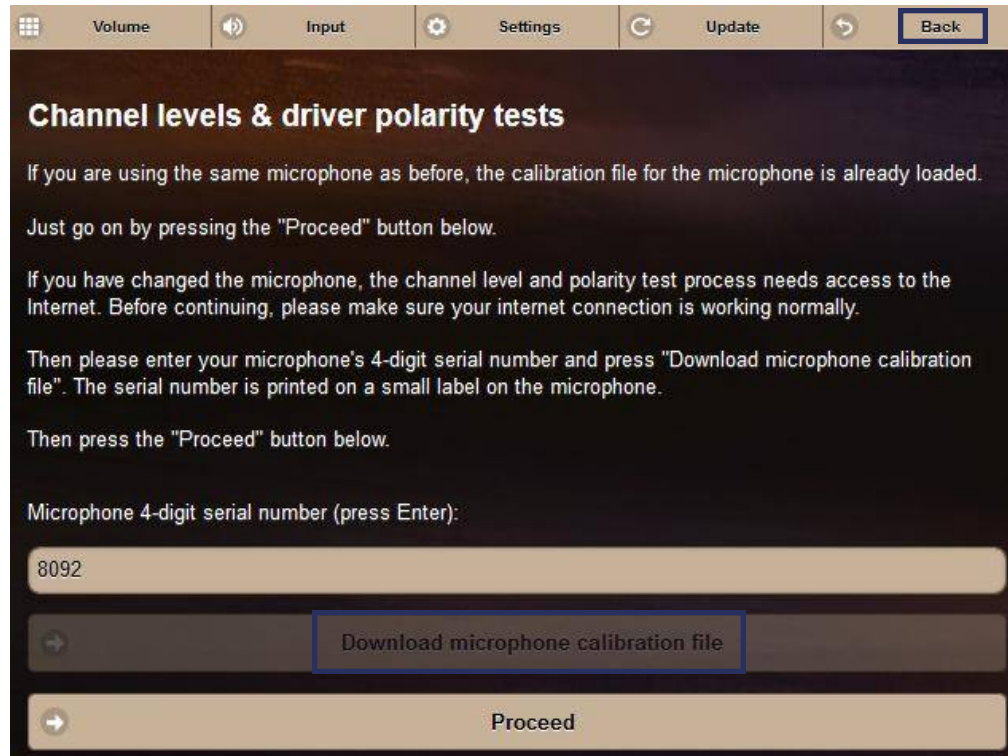 Volume Input Settings Update Back
Channel levels & driver polarity tests
If you are using the same microphone as before, the calibration file for the microphone is already loaded.
Just go on by pressing the "Proceed" button below.
If you have changed the microphone, the channel level and polarity test process needs access to the
Internet. Before continuing, please make sure your internet connection is working normally.
Then please enter your microphone's 4-digit serial number and press "Download microphone calibration
file". The serial number is printed on a small label on the microphone.
Then press the "Proceed" button below.
Microphone 4-digit serial number (press Enter):
8092
Download microphone calibration file
Proceed